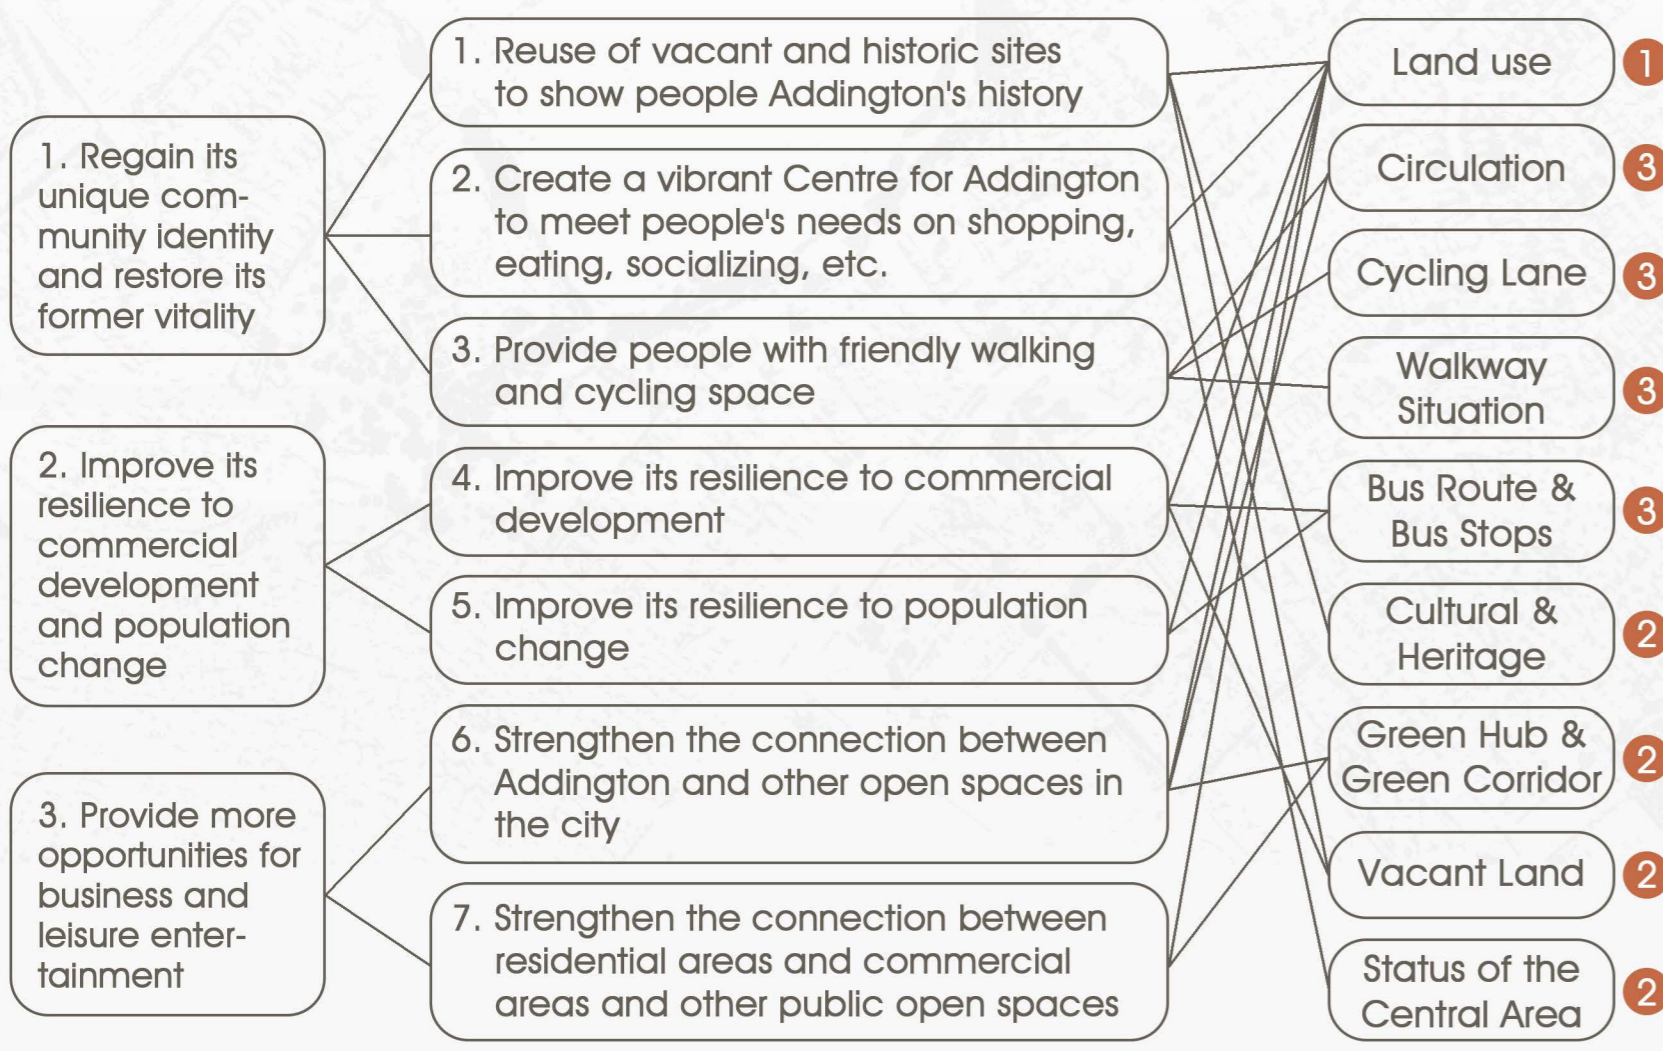 1. Regain its
unique com-
munity identity
and restore its
former vitality
2. Improve its
resilience to
commercial
development
and population
change
3. Provide more
opportunities for
business and
leisure enter-
tainment
1. Reuse of vacant and historic sites
to show people Addington's history
2. Create a vibrant Centre for Addington
to meet people's needs on shopping,
eating, socializing, etc.
3. Provide people with friendly walking
and cycling space
4. Improve its resilience to commercial
development
5. Improve its resilience to population
change
6. Strengthen the connection between
Addington and other open spaces in
the city
7. Strengthen the connection between
residential areas and commercial
areas and other public open spaces
Land use 1
Circulation 3
Cycling Lane 3
Walkway
Situation 3
Bus Route &
Bus Stops 3
Cultural &
Heritage 2
Green Hub &
Green Corridor 2
Vacant Land 2
Status of the
Central Area 2